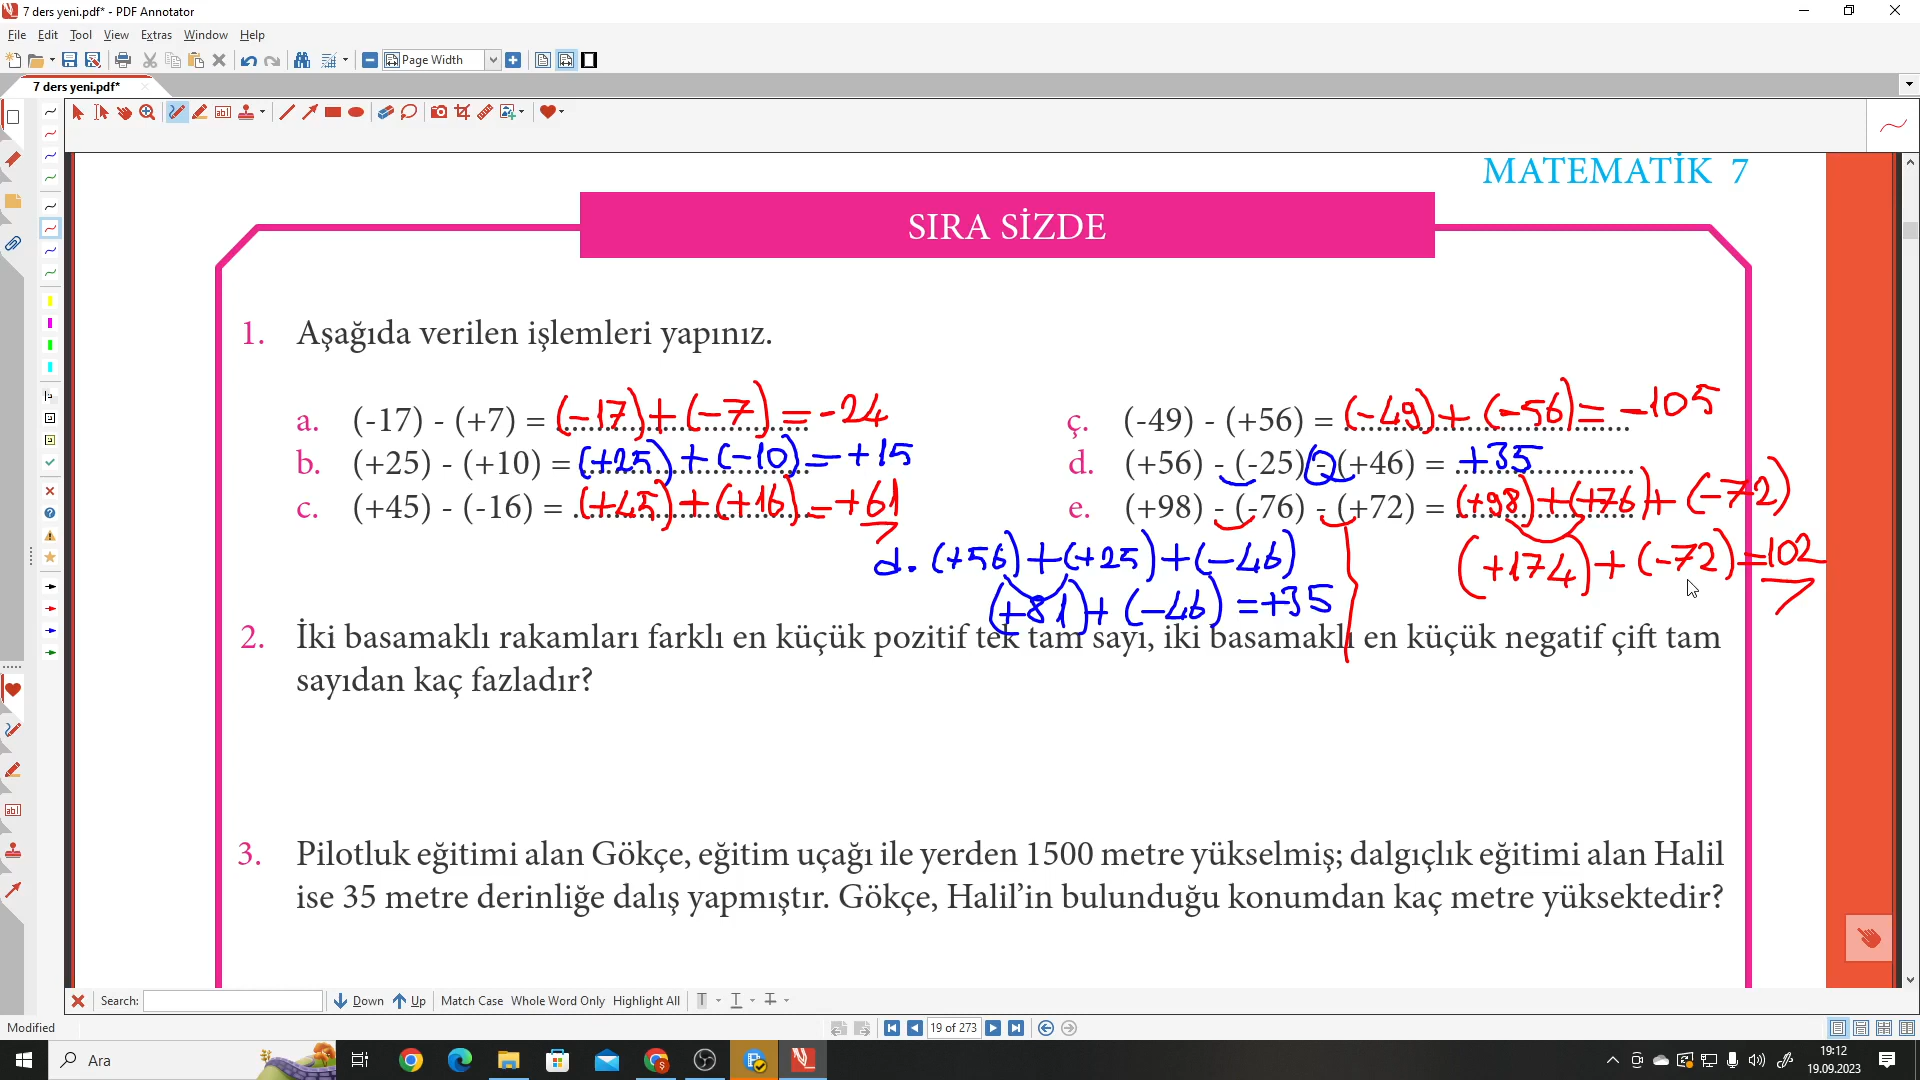 7 ders yeni.pdf* - PDF Annotator
File Edit Tool View Extras Window Help
Page Width
7 ders yeni.pdf*
MATEMATİK 7
SIRA SİZDE
1. Aşağıda verilen işlemleri yapınız.
a. (-17) - (+7) = (-17)+(-7)=-24
b. (+25) - (+10) = (+25)+(-10)=+15
c. (+45) - (-16) = (+45)+(+16)=+61
ç. (-49) - (+56) = (-49)+(-56)=-105
d. (+56) - (-25) - (+46) = +35
e. (+98) - (-76) - (+72) = (+98)+(+76)+(-72)
(+174)+(-72)=102
d. (+56)+(+25)+(-46)
(+81)+(-46)=+35
2. İki basamaklı rakamları farklı en küçük pozitif tek tam sayı, iki basamaklı en küçük negatif çift tam
sayıdan kaç fazladır?
3. Pilotluk eğitimi alan Gökçe, eğitim uçağı ile yerden 1500 metre yükselmiş; dalgıçlık eğitimi alan Halil
ise 35 metre derinliğe dalış yapmıştır. Gökçe, Halil'in bulunduğu konumdan kaç metre yüksektedir?
Search: Down Up Match Case Whole Word Only Highlight All
Modified
19 of 273
Ara
19:12
19.09.2023